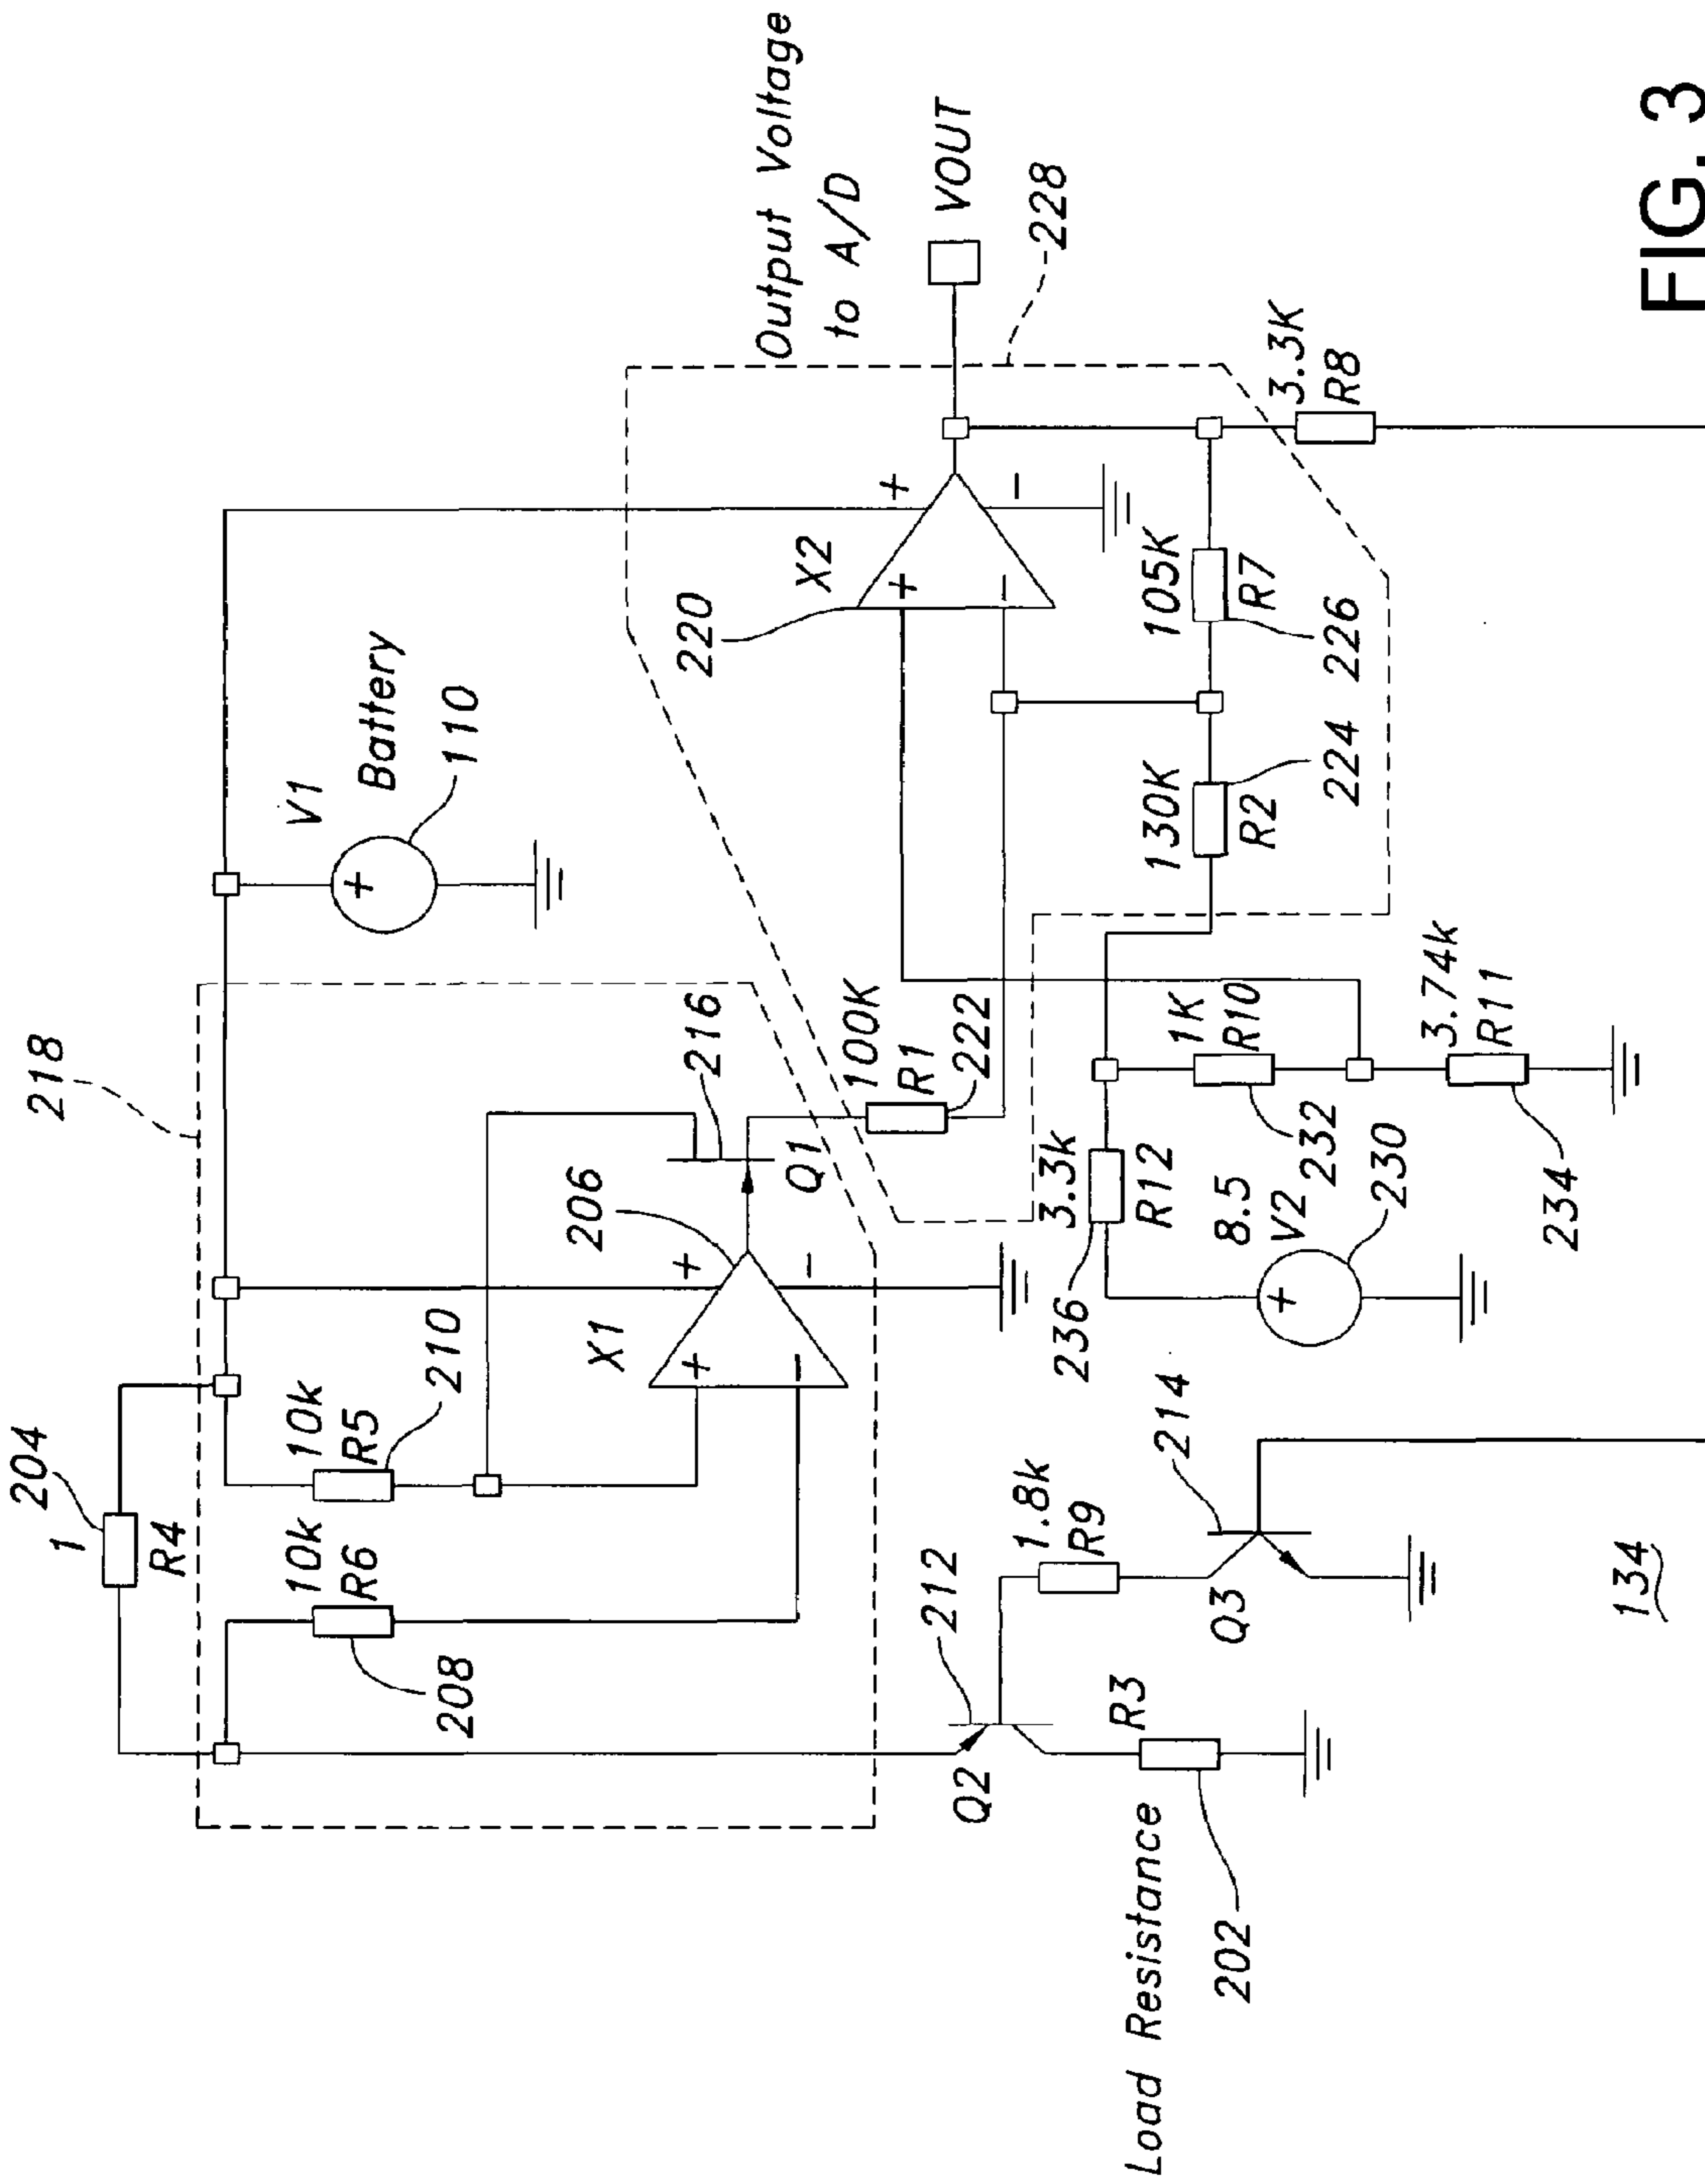 218
204
1
R4
10k
R5
210
10k
R6
208
V1
Battery
110
+
X1
206
+
-
+
-
216
Q1
100K
R1
222
Output Voltage
to A/D
VOUT
228
220
X2
+
-
+
-
105K
R7
226
130K
R2
224
3.3K
R8
212
Q2
1.8k
R9
214
Q3
Load Resistance
R3
202
3.3k
R12
236
1K
R10
232
8.5
V2
+
230
3.74k
R11
234
134
FIG. 3